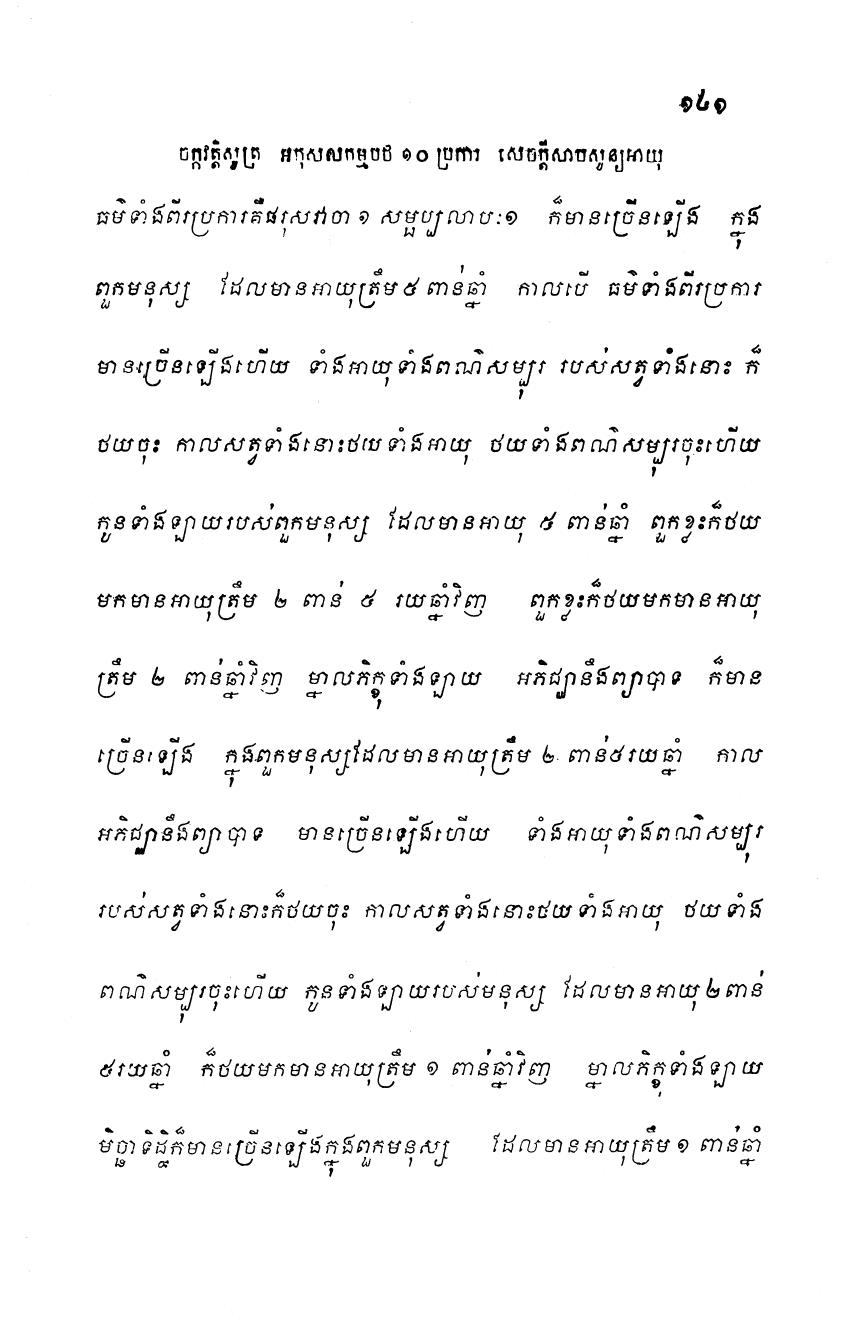 ១៤១
ចក្កវត្តិសូត្រ អកុសលកម្មបថ ១០ ប្រការ សេចក្តីសាបសូន្យអាយុ
ធម៌ទាំងពីរប្រការគឺផរុសវាចា ១ សម្ផប្បលាបៈ១ ក៏មានច្រើនឡើង ក្នុង
ពួកមនុស្ស ដែលមានអាយុត្រឹម ៥ ពាន់ឆ្នាំ កាលបើ ធម៌ទាំងពីរប្រការ
មានច្រើនឡើងហើយ ទាំងអាយុទាំងពណ៌សម្បុរ របស់សត្វទាំងនោះ ក៏
ថយចុះ កាលសត្វទាំងនោះថយទាំងអាយុ ថយទាំងពណ៌សម្បុរចុះហើយ
កូនទាំងឡាយរបស់ពួកមនុស្ស ដែលមានអាយុ ៥ ពាន់ឆ្នាំ ពួកខ្លះក៏ថយ
មកមានអាយុត្រឹម ២ ពាន់ ៥ រយឆ្នាំវិញ ពួកខ្លះក៏ថយមកមានអាយុ
ត្រឹម ២ ពាន់ឆ្នាំវិញ ម្នាលភិក្ខុទាំងឡាយ អភិជ្ឈានឹងព្យាបាទ ក៏មាន
ច្រើនឡើង ក្នុងពួកមនុស្សដែលមានអាយុត្រឹម ២ ពាន់៥រយឆ្នាំ កាល
អភិជ្ឈានឹងព្យាបាទ មានច្រើនឡើងហើយ ទាំងអាយុទាំងពណ៌សម្បុរ
របស់សត្វទាំងនោះក៏ថយចុះ កាលសត្វទាំងនោះថយទាំងអាយុ ថយទាំង
ពណ៌សម្បុរចុះហើយ កូនទាំងឡាយរបស់មនុស្ស ដែលមានអាយុ២ពាន់
៥រយឆ្នាំ ក៏ថយមកមានអាយុត្រឹម ១ ពាន់ឆ្នាំវិញ ម្នាលភិក្ខុទាំងឡាយ
មិច្ឆាទិដ្ឋិក៏មានច្រើនឡើងក្នុងពួកមនុស្ស ដែលមានអាយុត្រឹម ១ ពាន់ឆ្នាំ